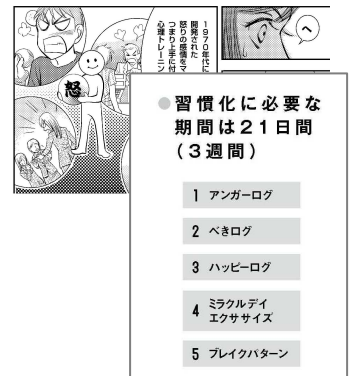 へ
1970年代に
開発された
怒りの感情をマ
つまり上手に付
心理トレーニン
怒
●習慣化に必要な
期間は21日間
(3週間)
1 アンガーログ
2 べきログ
3 ハッピーログ
4 ミラクルデイ
エクササイズ
5 ブレイクパターン